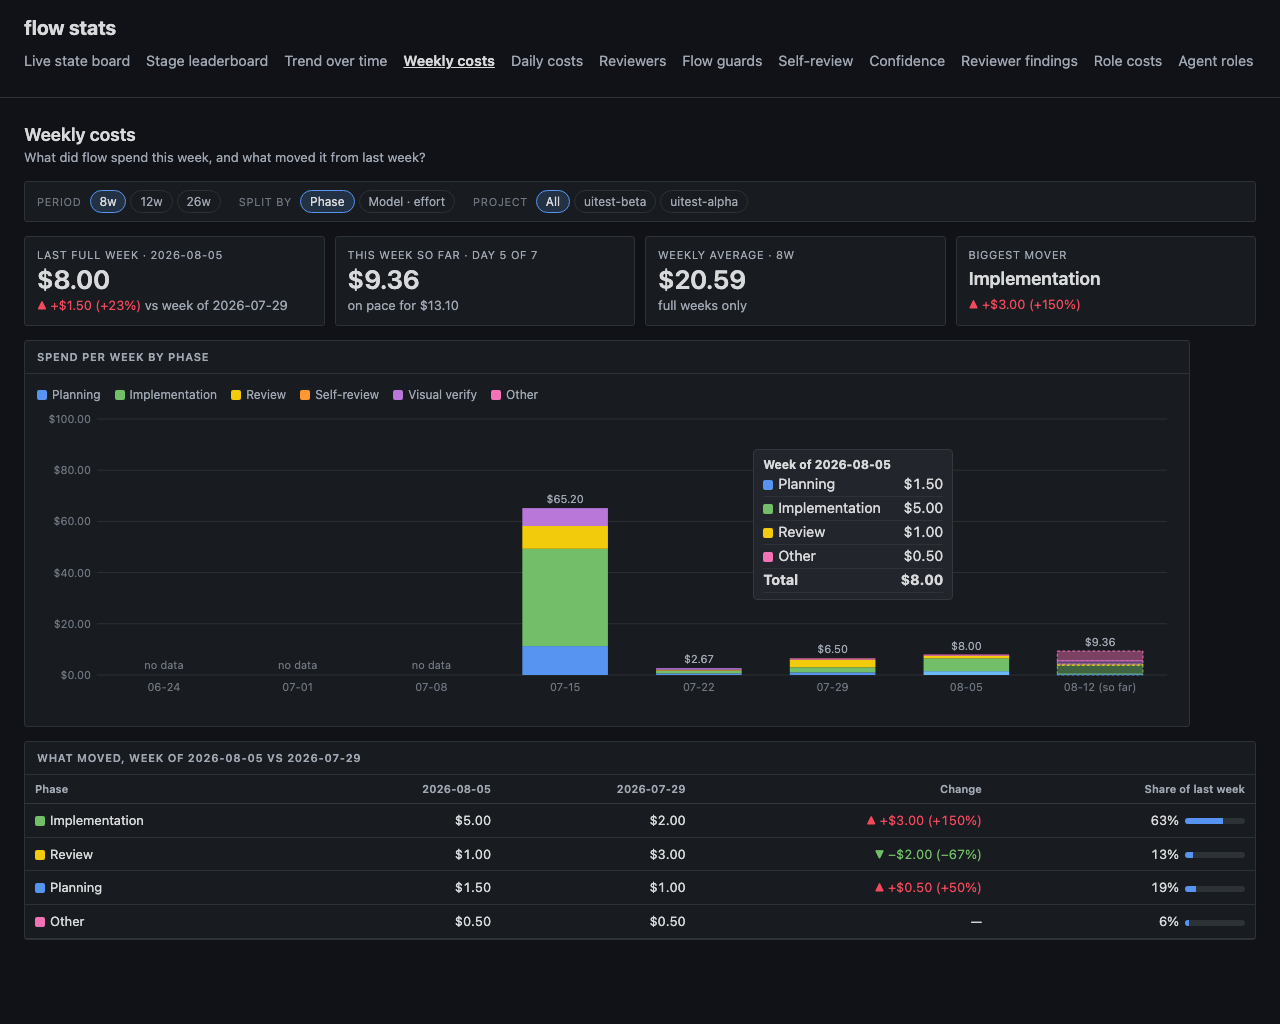 flow stats
Live state board Stage leaderboard Trend over time Weekly costs Daily costs Reviewers Flow guards Self-review Confidence Reviewer findings Role costs Agent roles
Weekly costs
What did flow spend this week, and what moved it from last week?
PERIOD 8w 12w 26w SPLIT BY Phase Model · effort PROJECT All uitest-beta uitest-alpha
LAST FULL WEEK · 2026-08-05
$8.00
▲ +$1.50 (+23%) vs week of 2026-07-29
THIS WEEK SO FAR · DAY 5 OF 7
$9.36
on pace for $13.10
WEEKLY AVERAGE · 8W
$20.59
full weeks only
BIGGEST MOVER
Implementation
▲ +$3.00 (+150%)
SPEND PER WEEK BY PHASE
Planning Implementation Review Self-review Visual verify Other
$100.00
$80.00
$60.00
$40.00
$20.00
$0.00
no data
no data
no data
$65.20
$2.67
$6.50
$8.00
$9.36
06-24 07-01 07-08 07-15 07-22 07-29 08-05 08-12 (so far)
Week of 2026-08-05
Planning $1.50
Implementation $5.00
Review $1.00
Other $0.50
Total $8.00
WHAT MOVED, WEEK OF 2026-08-05 VS 2026-07-29
Phase 2026-08-05 2026-07-29 Change Share of last week
Implementation $5.00 $2.00 ▲ +$3.00 (+150%) 63%
Review $1.00 $3.00 ▼ −$2.00 (−67%) 13%
Planning $1.50 $1.00 ▲ +$0.50 (+50%) 19%
Other $0.50 $0.50 — 6%